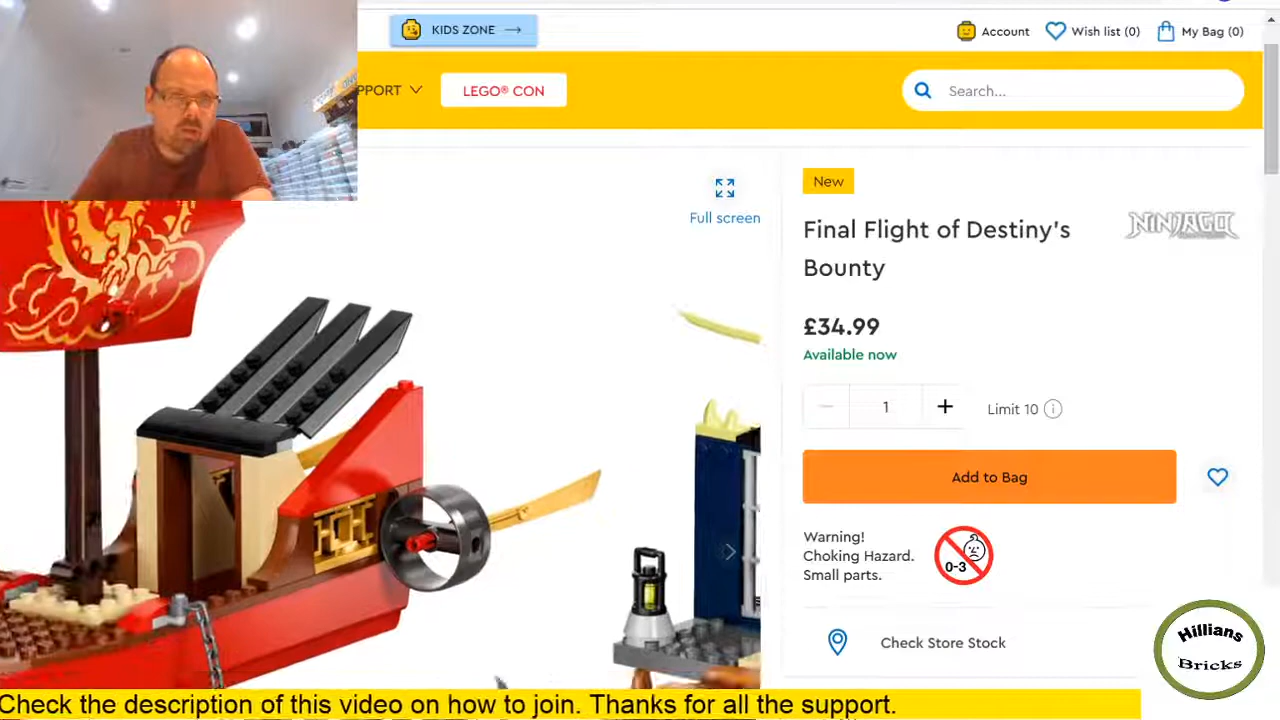 KIDS ZONE →
Account
Wish list (0)
My Bag (0)
PPORT
LEGO® CON
Search...
Full screen
New
Final Flight of Destiny's
Bounty
NINJAGO
£34.99
Available now
1
Limit 10
Add to Bag
Warning!
Choking Hazard.
Small parts.
0-3
Check Store Stock
Hillians
Bricks
Check the description of this video on how to join. Thanks for all the support.